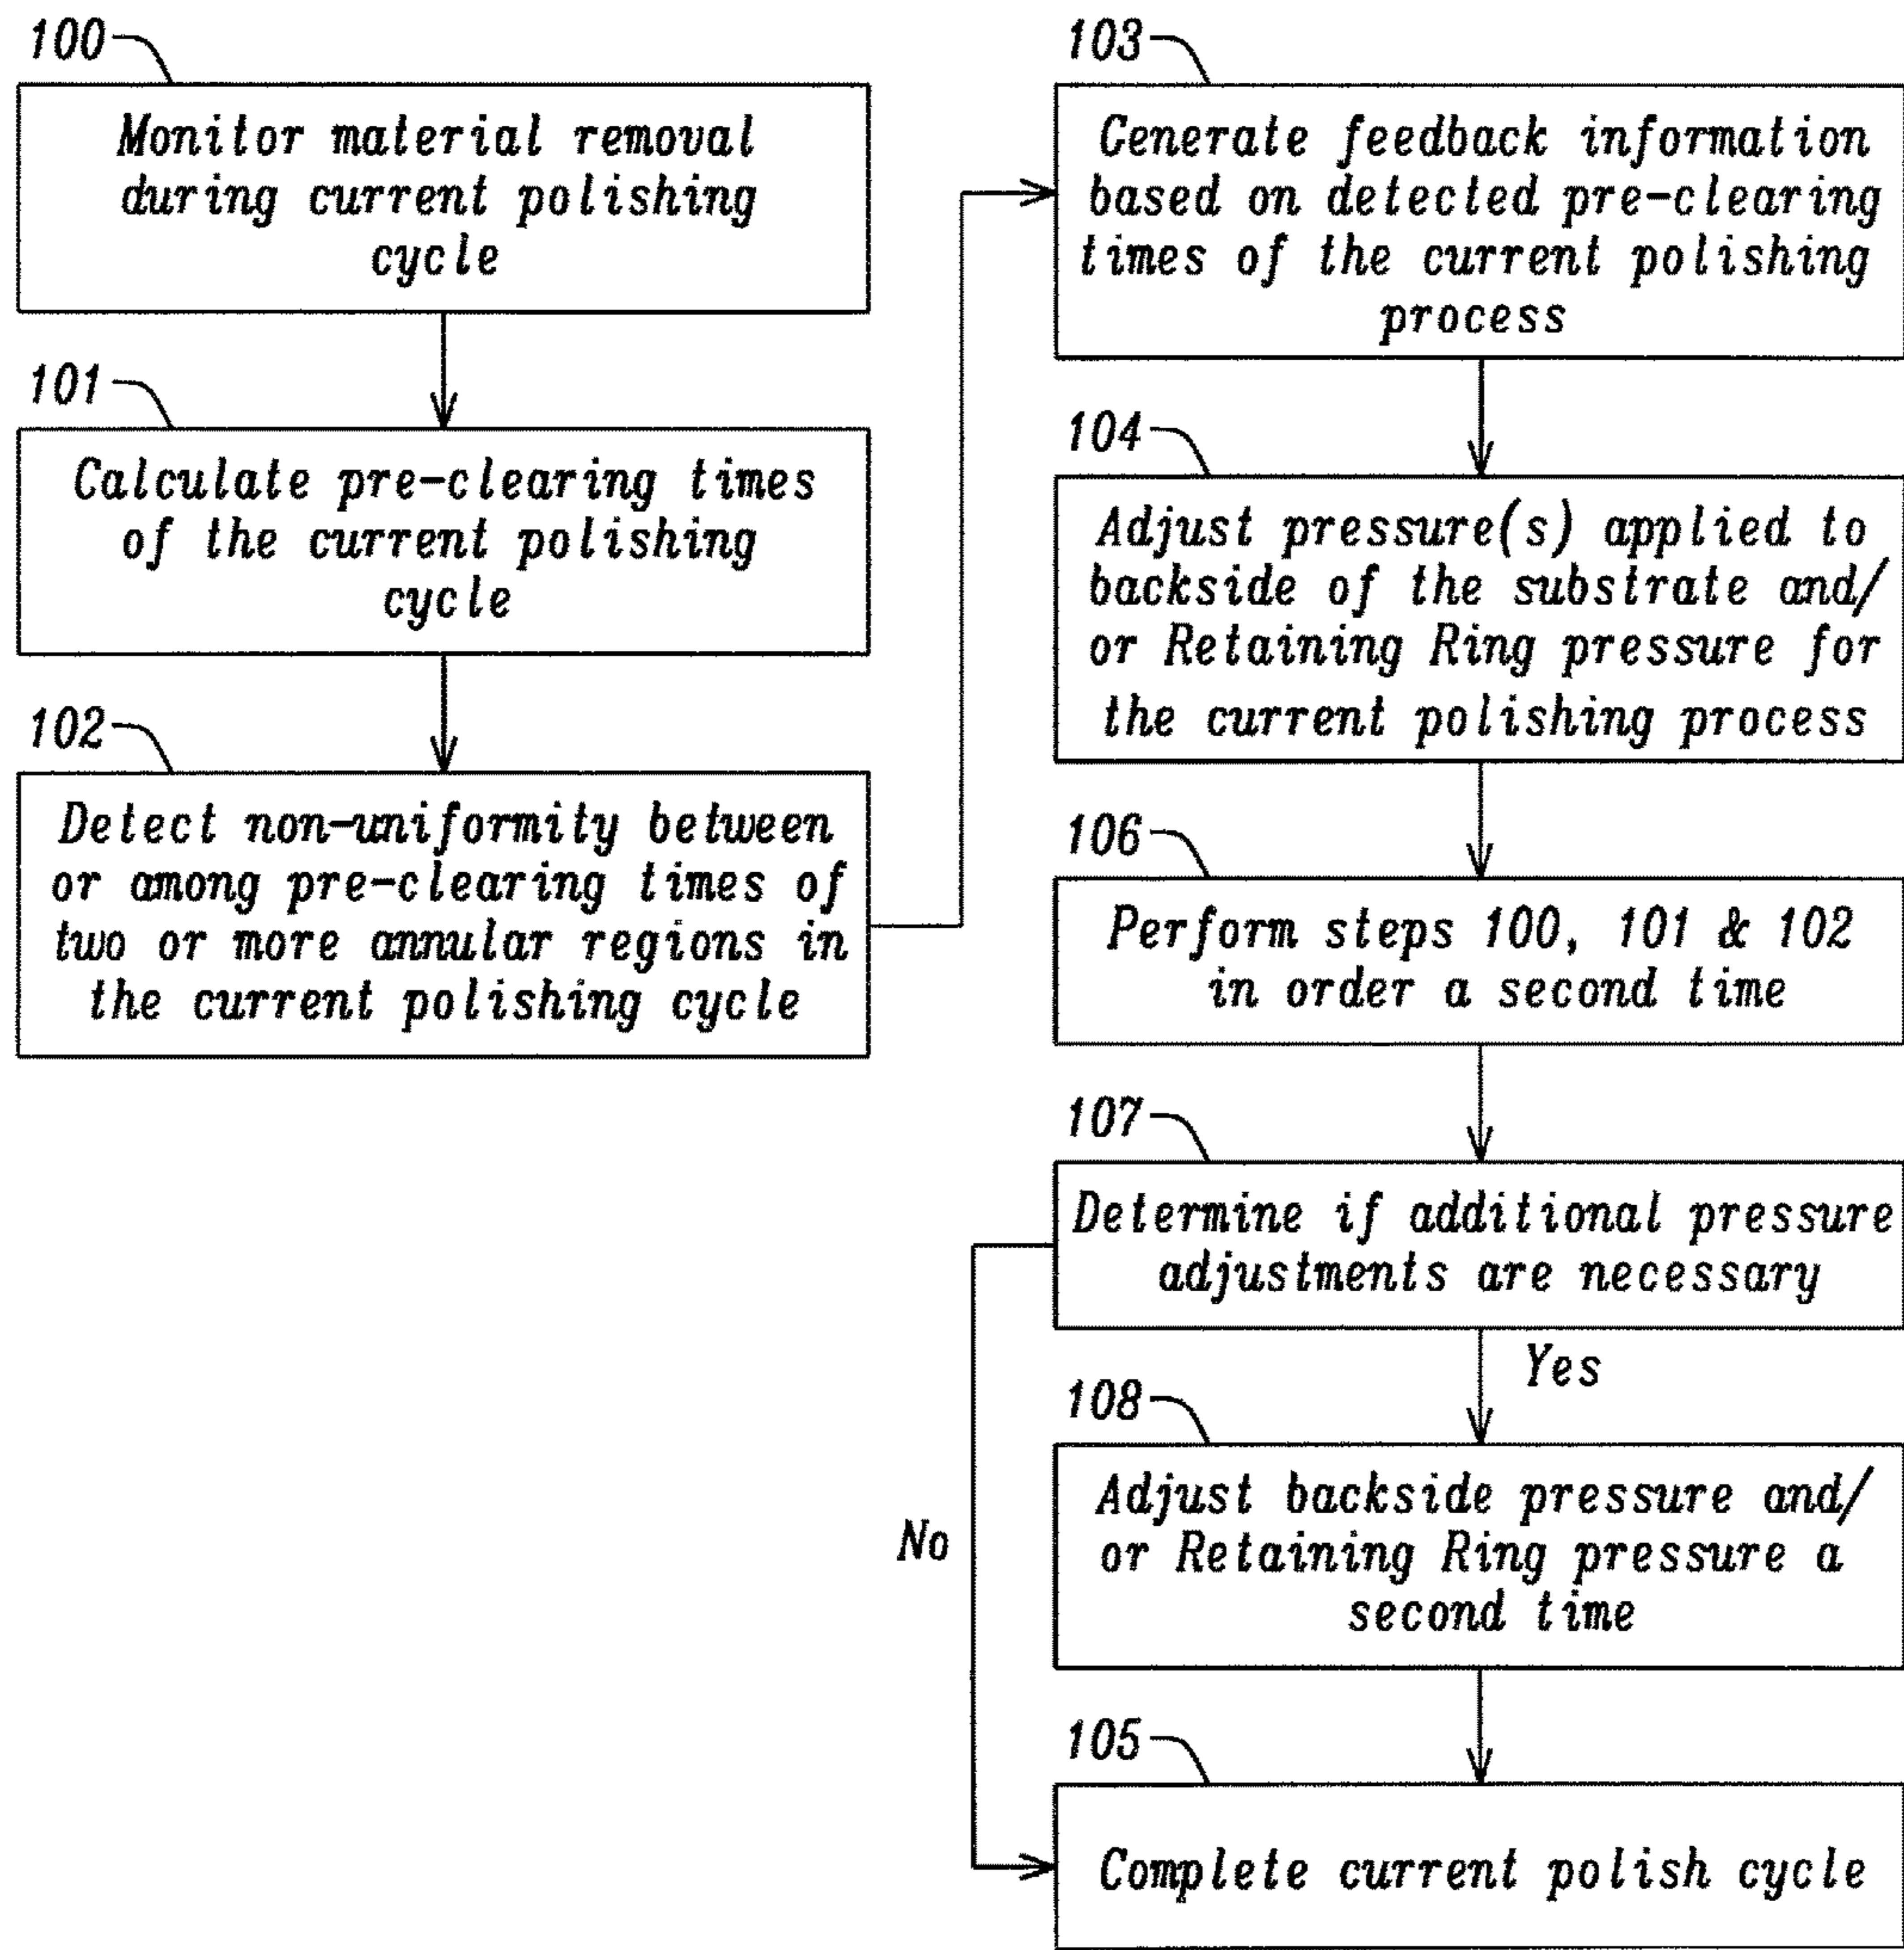 100
Monitor material removal
during current polishing
cycle
101
Calculate pre-clearing times
of the current polishing
cycle
102
Detect non-uniformity between
or among pre-clearing times of
two or more annular regions in
the current polishing cycle
103
Generate feedback information
based on detected pre-clearing
times of the current polishing
process
104
Adjust pressure(s) applied to
backside of the substrate and/
or Retaining Ring pressure for
the current polishing process
106
Perform steps 100, 101 & 102
in order a second time
107
Determine if additional pressure
adjustments are necessary
Yes
108
Adjust backside pressure and/
or Retaining Ring pressure a
second time
No
105
Complete current polish cycle